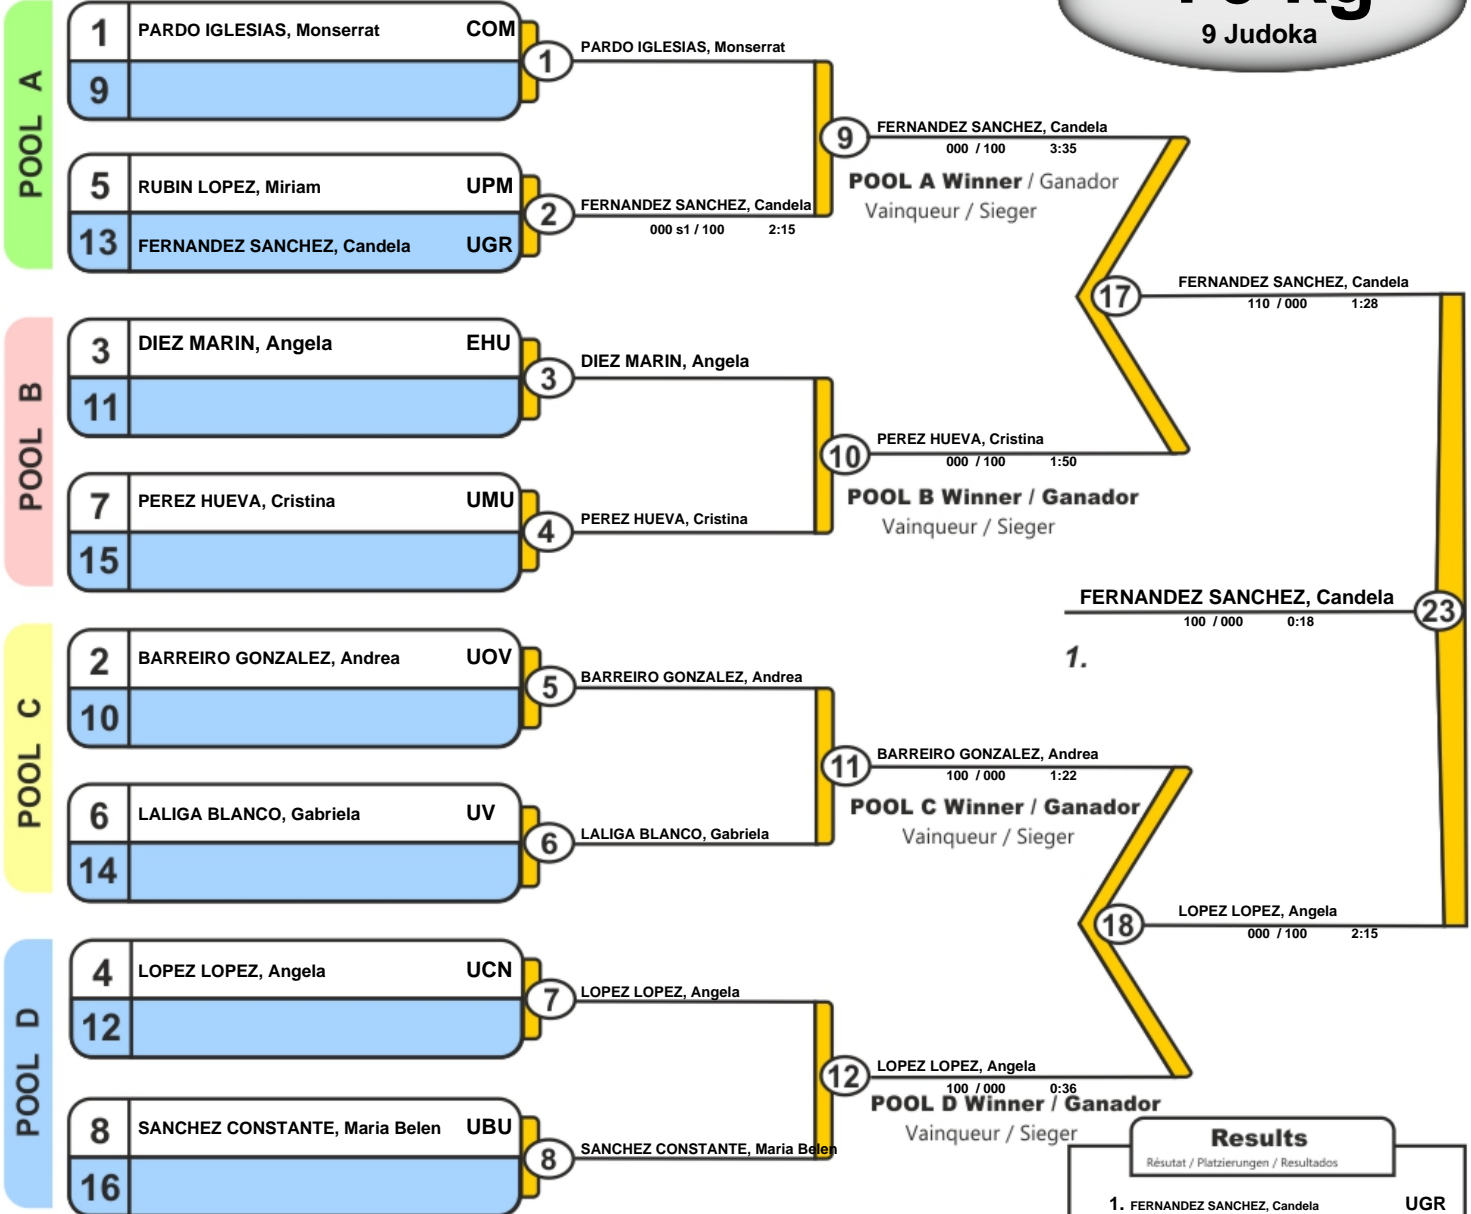 9 Judoka
POOL A
1 PARDO IGLESIAS, Monserrat COM
9
1 PARDO IGLESIAS, Monserrat
5 RUBIN LOPEZ, Miriam UPM
13 FERNANDEZ SANCHEZ, Candela UGR
2 FERNANDEZ SANCHEZ, Candela
000 s1 / 100 2:15
9 FERNANDEZ SANCHEZ, Candela
000 / 100 3:35
POOL A Winner / Ganador
Vainqueur / Sieger
17 FERNANDEZ SANCHEZ, Candela
110 / 000 1:28
POOL B
3 DIEZ MARIN, Angela EHU
11
3 DIEZ MARIN, Angela
7 PEREZ HUEVA, Cristina UMU
15
4 PEREZ HUEVA, Cristina
10 PEREZ HUEVA, Cristina
000 / 100 1:50
POOL B Winner / Ganador
Vainqueur / Sieger
FERNANDEZ SANCHEZ, Candela 23
100 / 000 0:18
1.
POOL C
2 BARREIRO GONZALEZ, Andrea UOV
10
5 BARREIRO GONZALEZ, Andrea
6 LALIGA BLANCO, Gabriela UV
14
6 LALIGA BLANCO, Gabriela
11 BARREIRO GONZALEZ, Andrea
100 / 000 1:22
POOL C Winner / Ganador
Vainqueur / Sieger
18 LOPEZ LOPEZ, Angela
000 / 100 2:15
POOL D
4 LOPEZ LOPEZ, Angela UCN
12
7 LOPEZ LOPEZ, Angela
8 SANCHEZ CONSTANTE, Maria Belen UBU
16
8 SANCHEZ CONSTANTE, Maria Belen
12 LOPEZ LOPEZ, Angela
100 / 000 0:36
POOL D Winner / Ganador
Vainqueur / Sieger
Results
Résutat / Platzierungen / Resultados
1. FERNANDEZ SANCHEZ, Candela UGR